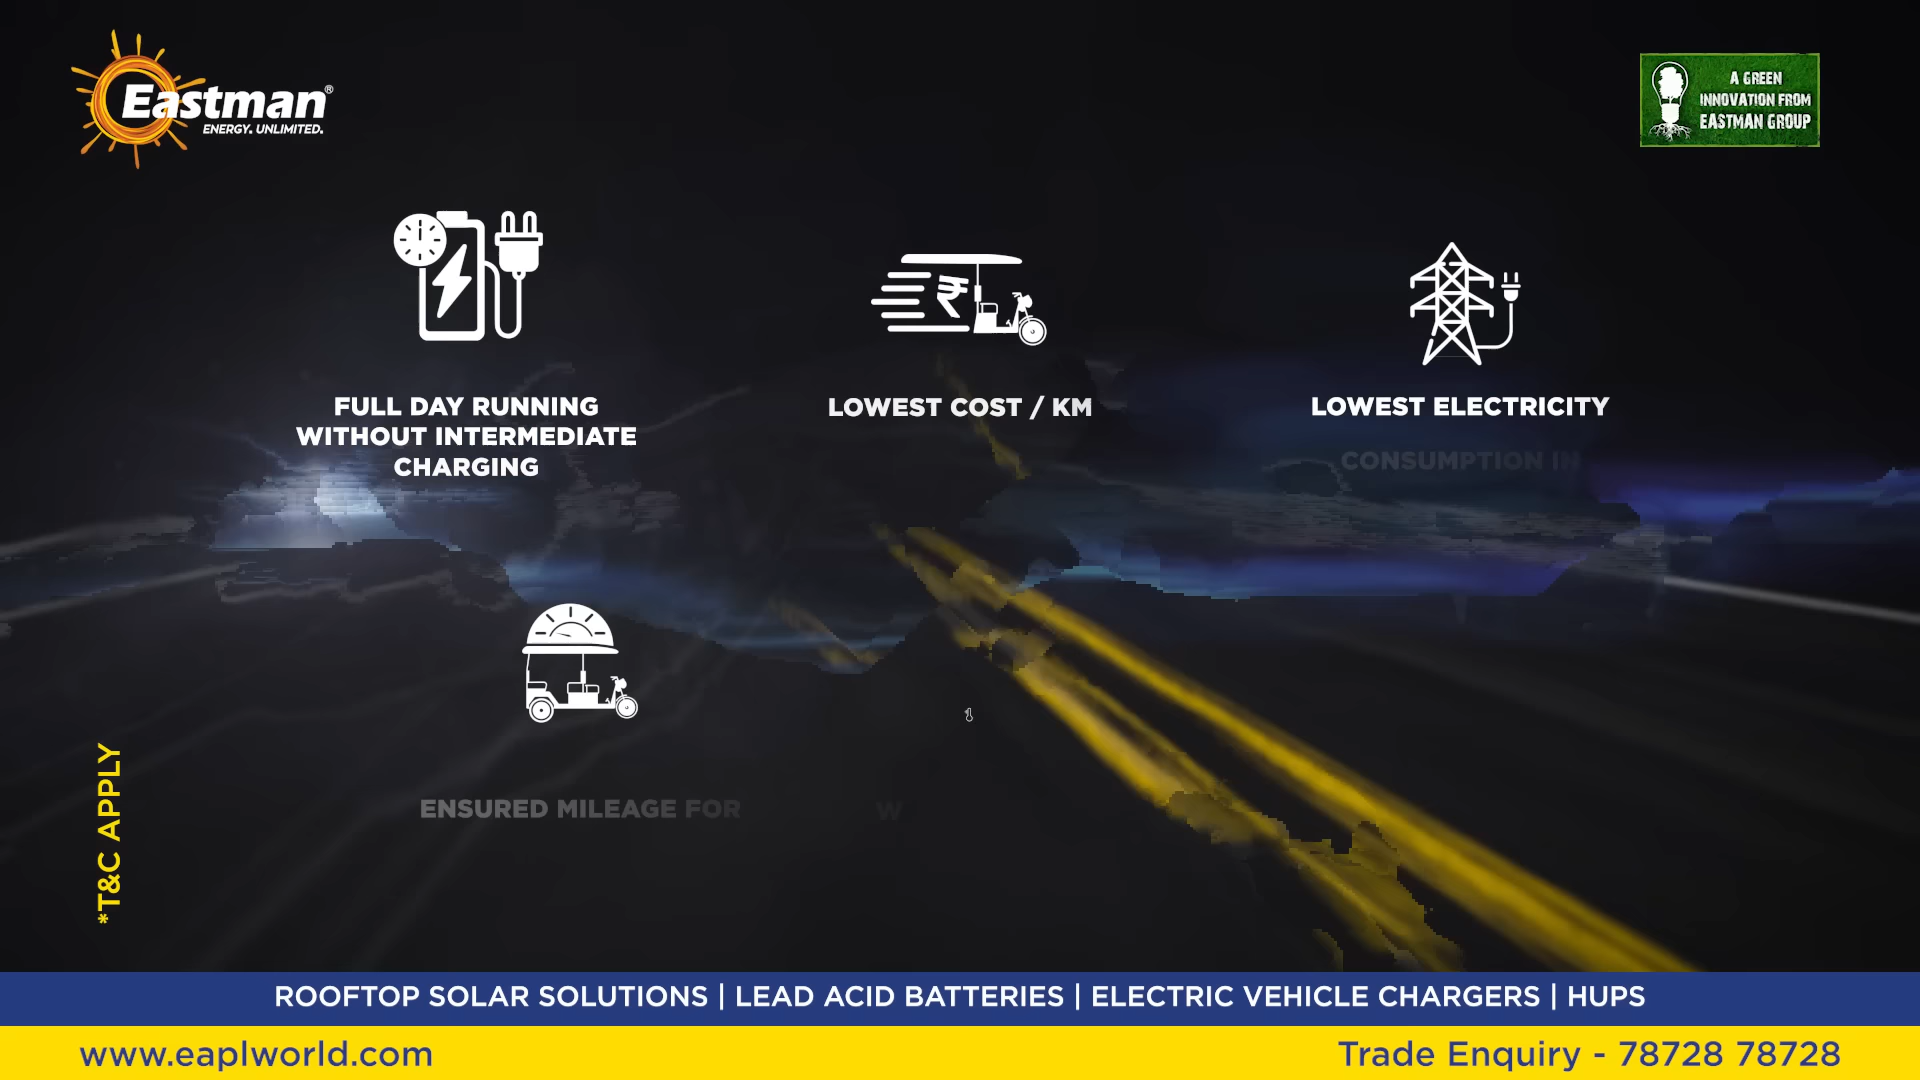 Eastman®
ENERGY. UNLIMITED.
A GREEN
INNOVATION FROM
EASTMAN GROUP
FULL DAY RUNNING
WITHOUT INTERMEDIATE
CHARGING
LOWEST COST / KM
LOWEST ELECTRICITY
CONSUMPTION IN
ENSURED MILEAGE FOR
W
*T&C APPLY
ROOFTOP SOLAR SOLUTIONS | LEAD ACID BATTERIES | ELECTRIC VEHICLE CHARGERS | HUPS
www.eaplworld.com
Trade Enquiry - 78728 78728